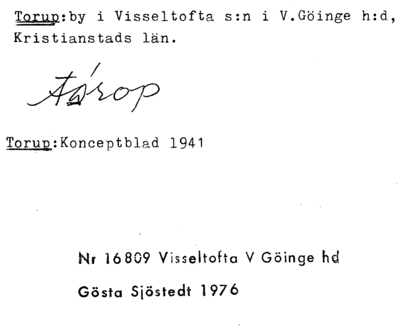 Torup:by i Visseltofta s:n i V.Göinge h:d,
Kristianstads län.
Tórop
Torup:Konceptblad 1941
Nr 16809 Visseltofta V Göinge hd
Gösta Sjöstedt 1976